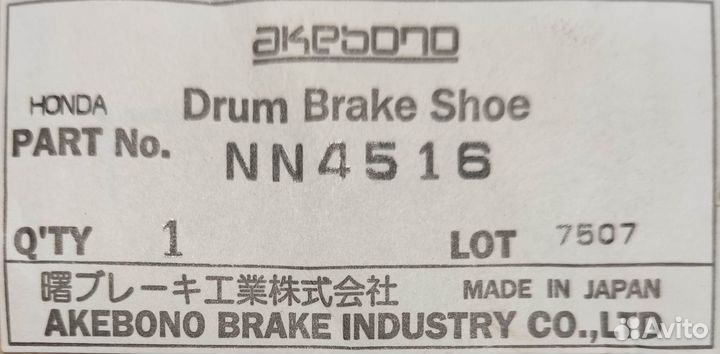 akebono
HONDA Drum Brake Shoe
PART No. NN4516
Q'TY 1 LOT 7507
曙ブレーキ工業株式会社 MADE IN JAPAN
AKEBONO BRAKE INDUSTRY CO.,LTD.
Avito